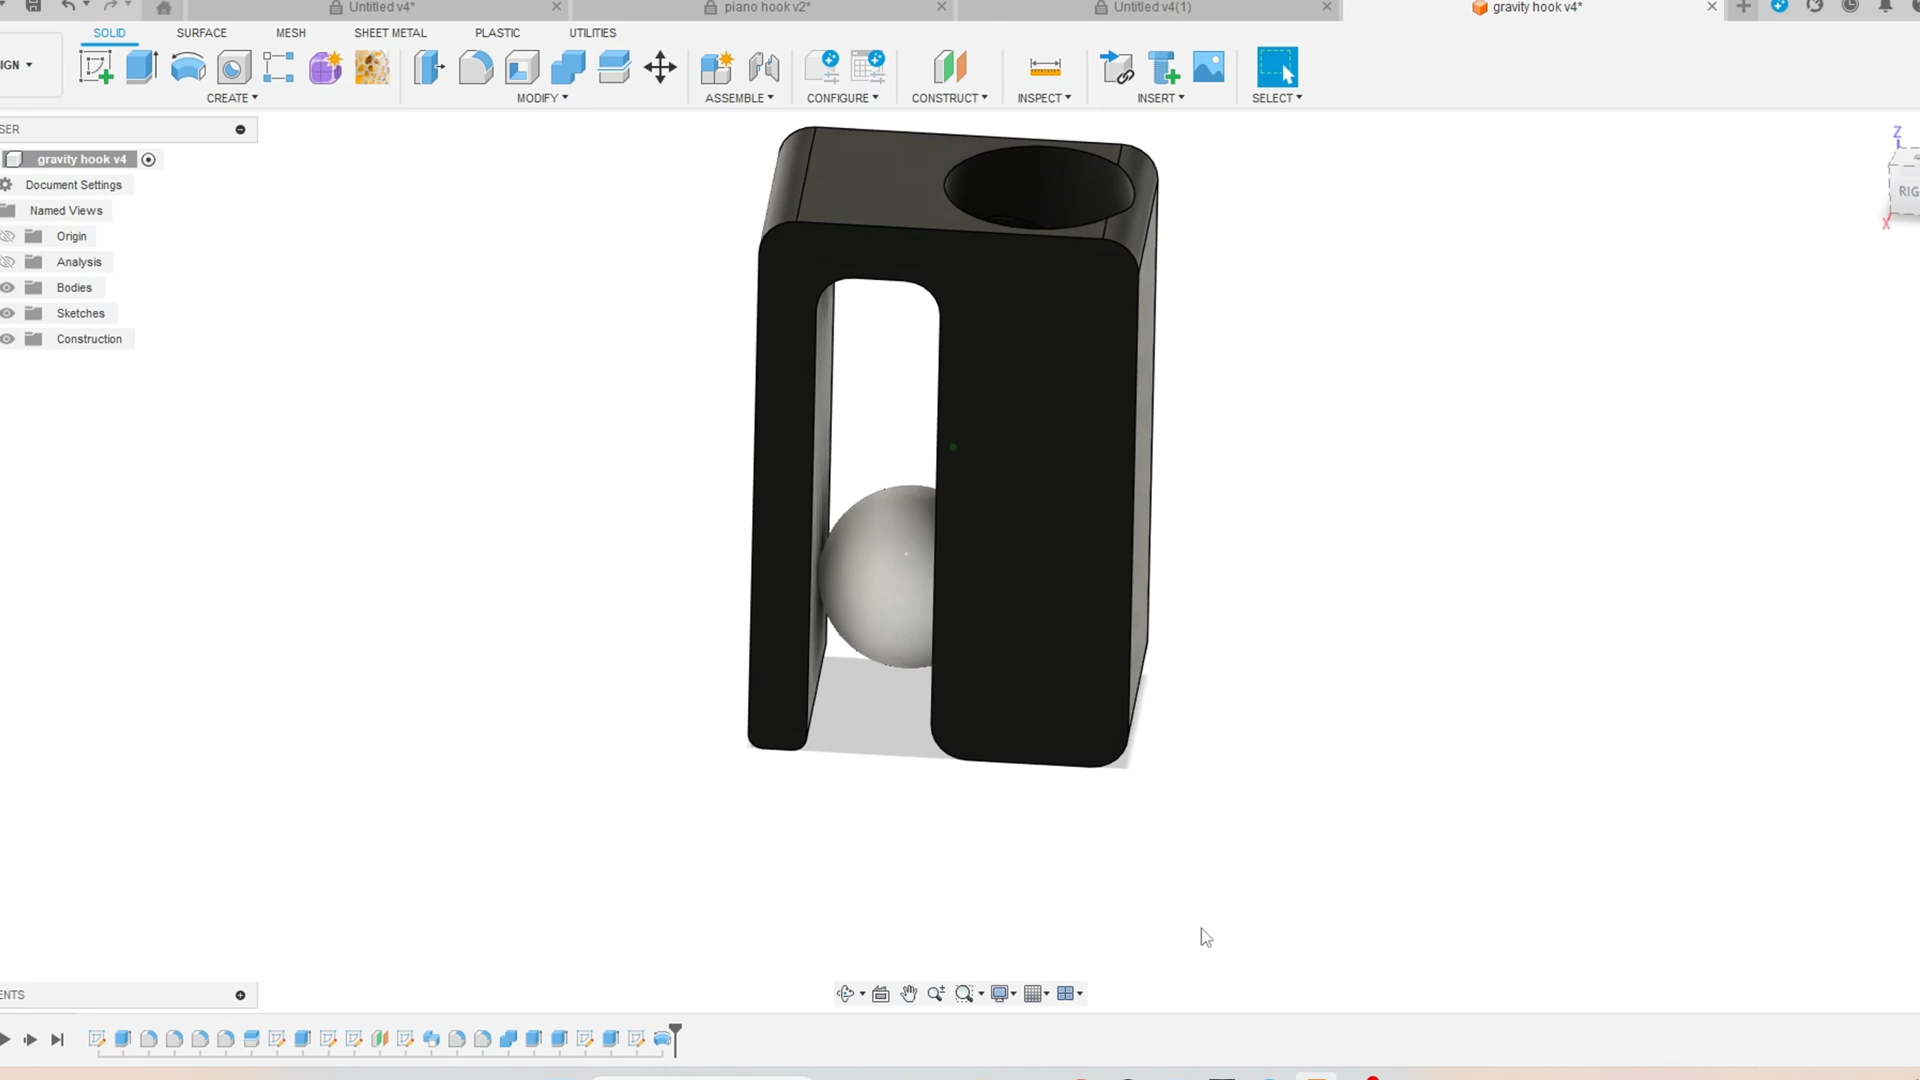 Untitled v4*
piano hook v2*
Untitled v4(1)
gravity hook v4*
SOLID
SURFACE
MESH
SHEET METAL
PLASTIC
UTILITIES
IGN
CREATE
MODIFY
ASSEMBLE
CONFIGURE
CONSTRUCT
INSPECT
INSERT
SELECT
SER
gravity hook v4
Document Settings
Named Views
Origin
Analysis
Bodies
Sketches
Construction
Z
RIG
X
ENTS